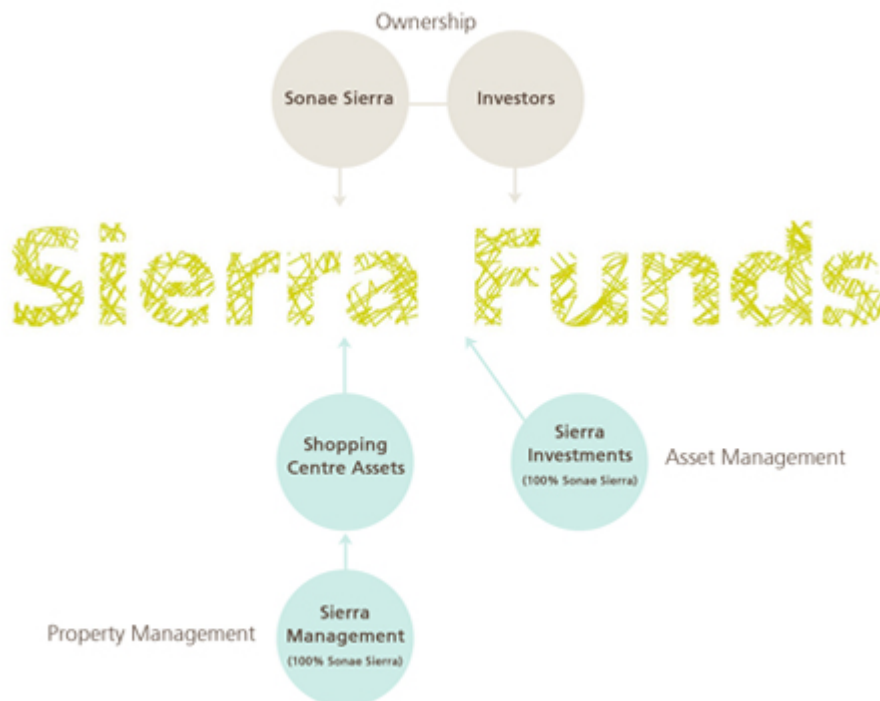 Ownership
Sonae Sierra
Investors
Sierra Funds
Shopping
Centre Assets
Sierra
Investments
(100% Sonae Sierra)
Asset Management
Property Management
Sierra
Management
(100% Sonae Sierra)